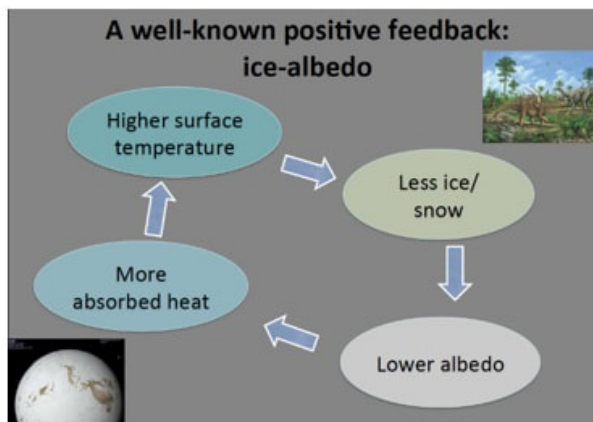 A well-known positive feedback:
ice-albedo
Higher surface
temperature
Less ice/
snow
Lower albedo
More
absorbed heat